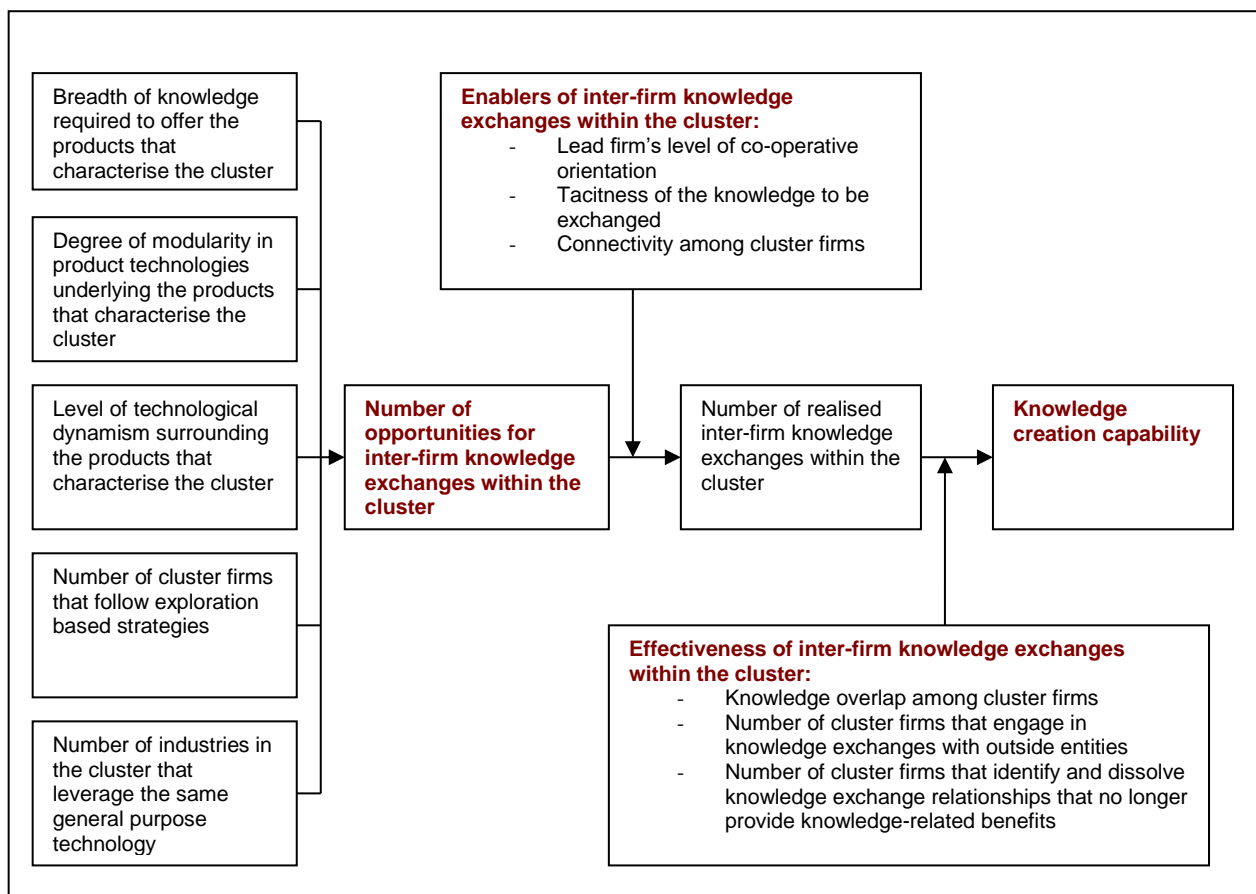 Breadth of knowledge
required to offer the
products that
characterise the cluster
Degree of modularity in
product technologies
underlying the products
that characterise the
cluster
Level of technological
dynamism surrounding
the products that
characterise the cluster
Number of cluster firms
that follow exploration
based strategies
Number of industries in
the cluster that
leverage the same
general purpose
technology
Number of
opportunities for
inter-firm knowledge
exchanges within the
cluster
Enablers of inter-firm knowledge
exchanges within the cluster:
- Lead firm's level of co-operative
orientation
- Tacitness of the knowledge to be
exchanged
- Connectivity among cluster firms
Number of realised
inter-firm knowledge
exchanges within the
cluster
Knowledge
creation capability
Effectiveness of inter-firm knowledge exchanges
within the cluster:
- Knowledge overlap among cluster firms
- Number of cluster firms that engage in
knowledge exchanges with outside entities
- Number of cluster firms that identify and dissolve
knowledge exchange relationships that no longer
provide knowledge-related benefits